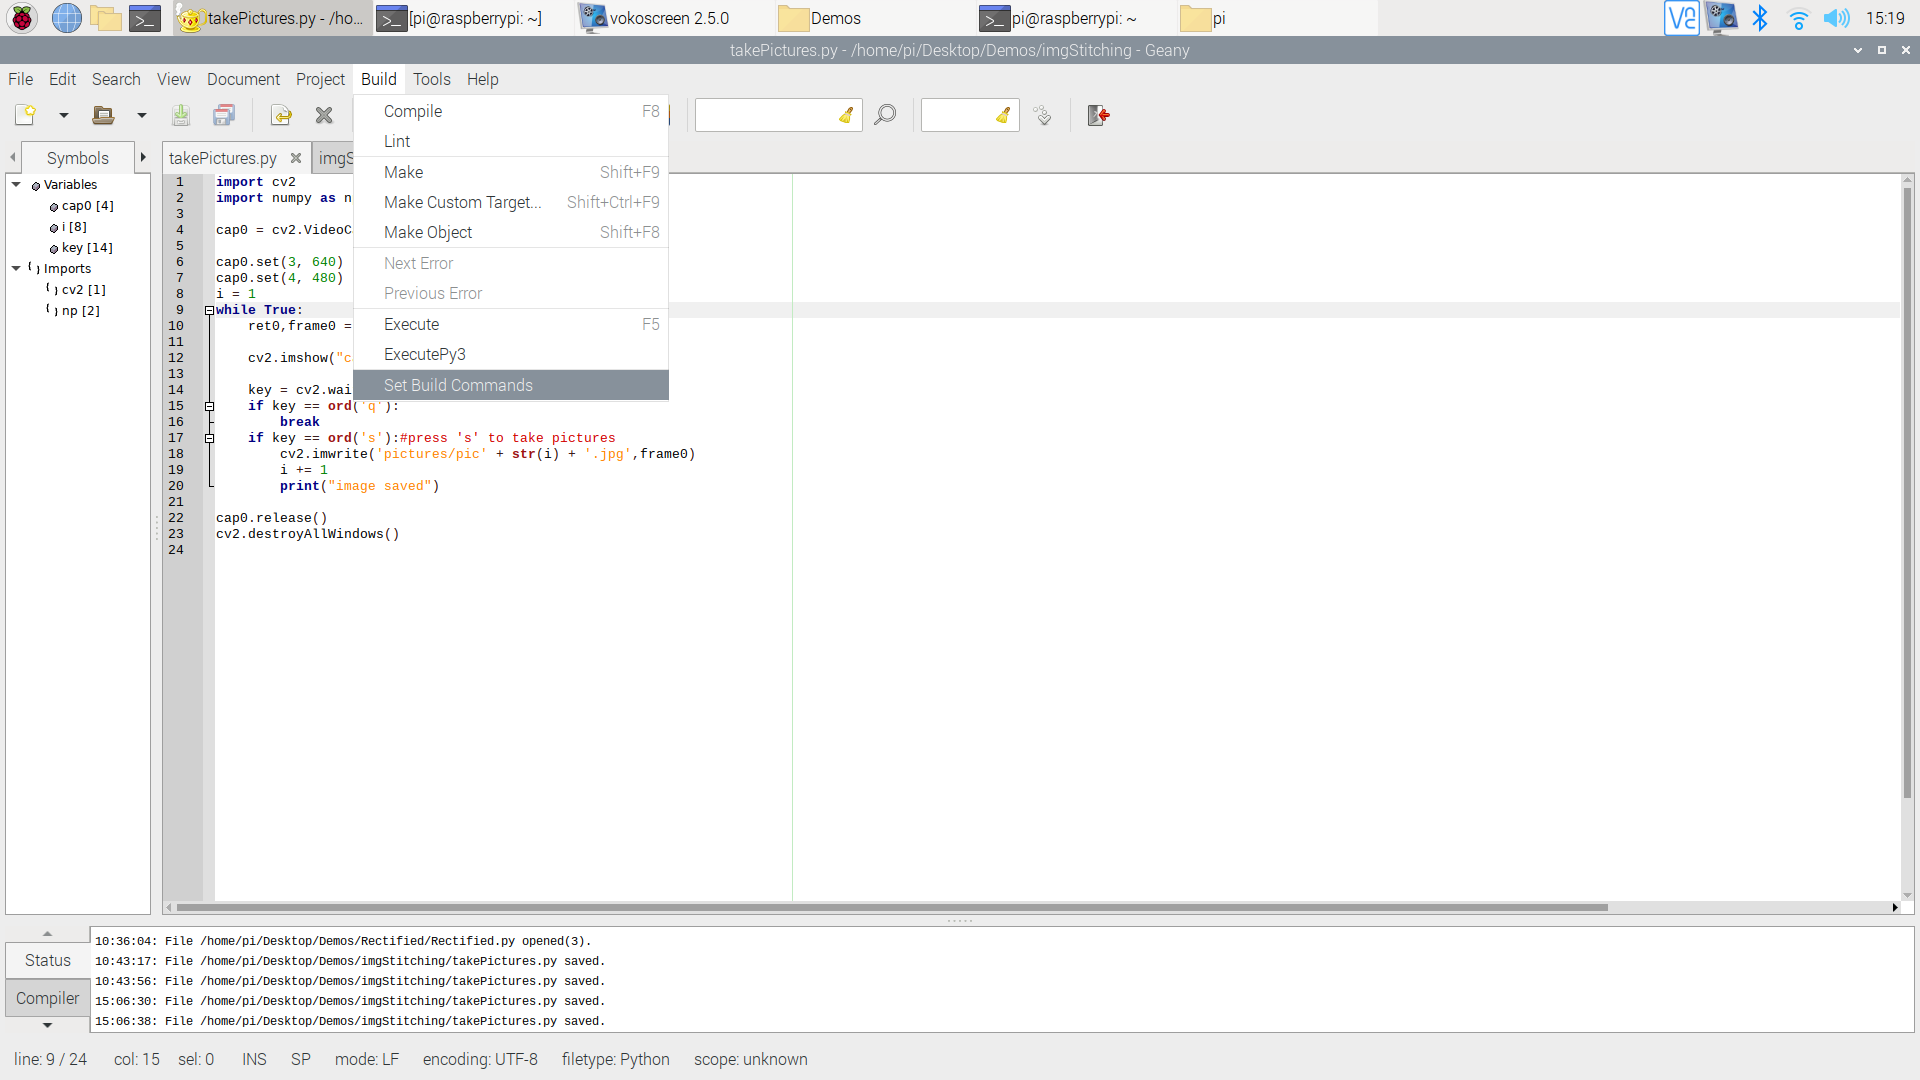 takePictures.py - /ho...
[pi@raspberrypi: ~]
vokoscreen 2.5.0
Demos
pi@raspberrypi: ~
pi
15:19
takePictures.py - /home/pi/Desktop/Demos/imgStitching - Geany
File Edit Search View Document Project Build Tools Help
Compile F8
Lint
Make Shift+F9
Make Custom Target... Shift+Ctrl+F9
Make Object Shift+F8
Next Error
Previous Error
Execute F5
ExecutePy3
Set Build Commands
Symbols
Variables
cap0 [4]
i [8]
key [14]
Imports
cv2 [1]
np [2]
takePictures.py imgS
1 import cv2
2 import numpy as n
3
4 cap0 = cv2.VideoC
5
6 cap0.set(3, 640)
7 cap0.set(4, 480)
8 i = 1
9 while True:
10 ret0,frame0 =
11
12 cv2.imshow("c
13
14 key = cv2.wai
15 if key == ord('q'):
16 break
17 if key == ord('s'):#press 's' to take pictures
18 cv2.imwrite('pictures/pic' + str(i) + '.jpg',frame0)
19 i += 1
20 print("image saved")
21
22 cap0.release()
23 cv2.destroyAllWindows()
24
Status
Compiler
10:36:04: File /home/pi/Desktop/Demos/Rectified/Rectified.py opened(3).
10:43:17: File /home/pi/Desktop/Demos/imgStitching/takePictures.py saved.
10:43:56: File /home/pi/Desktop/Demos/imgStitching/takePictures.py saved.
15:06:30: File /home/pi/Desktop/Demos/imgStitching/takePictures.py saved.
15:06:38: File /home/pi/Desktop/Demos/imgStitching/takePictures.py saved.
line: 9 / 24 col: 15 sel: 0 INS SP mode: LF encoding: UTF-8 filetype: Python scope: unknown